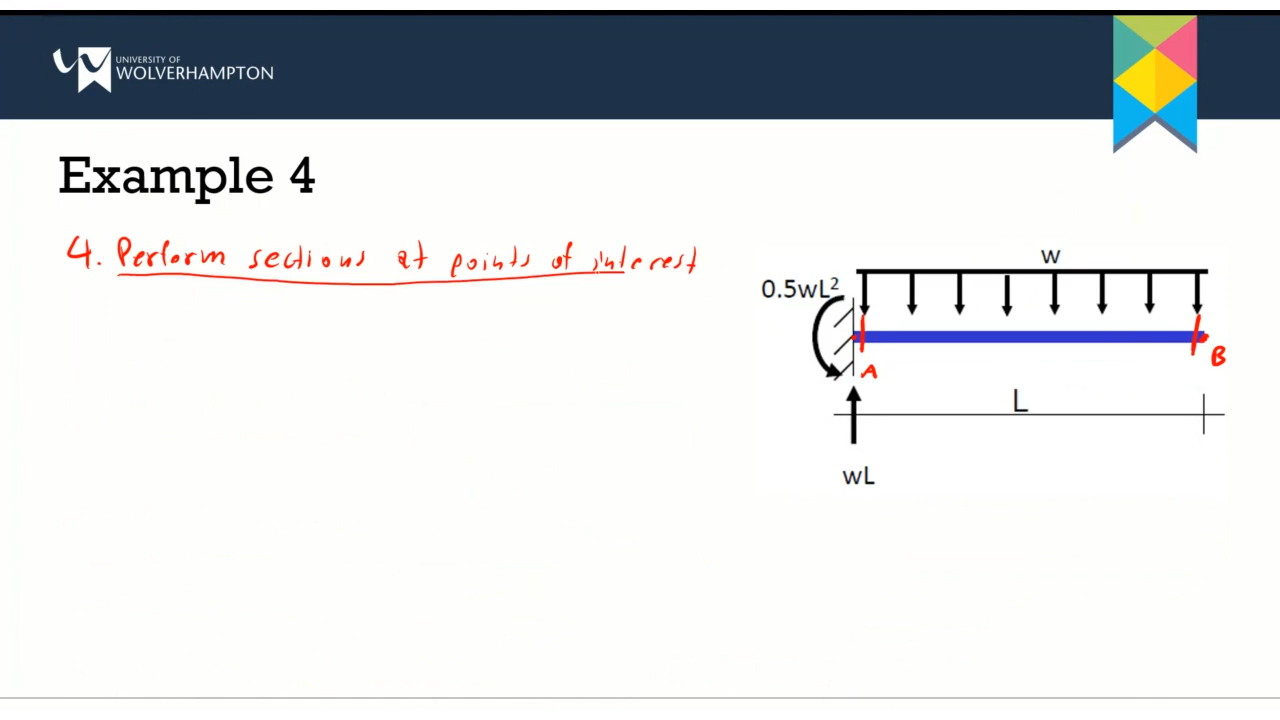 UNIVERSITY OF
WOLVERHAMPTON
Example 4
4. Perform sections at points of interest
w
0.5wL²
A
B
L
wL